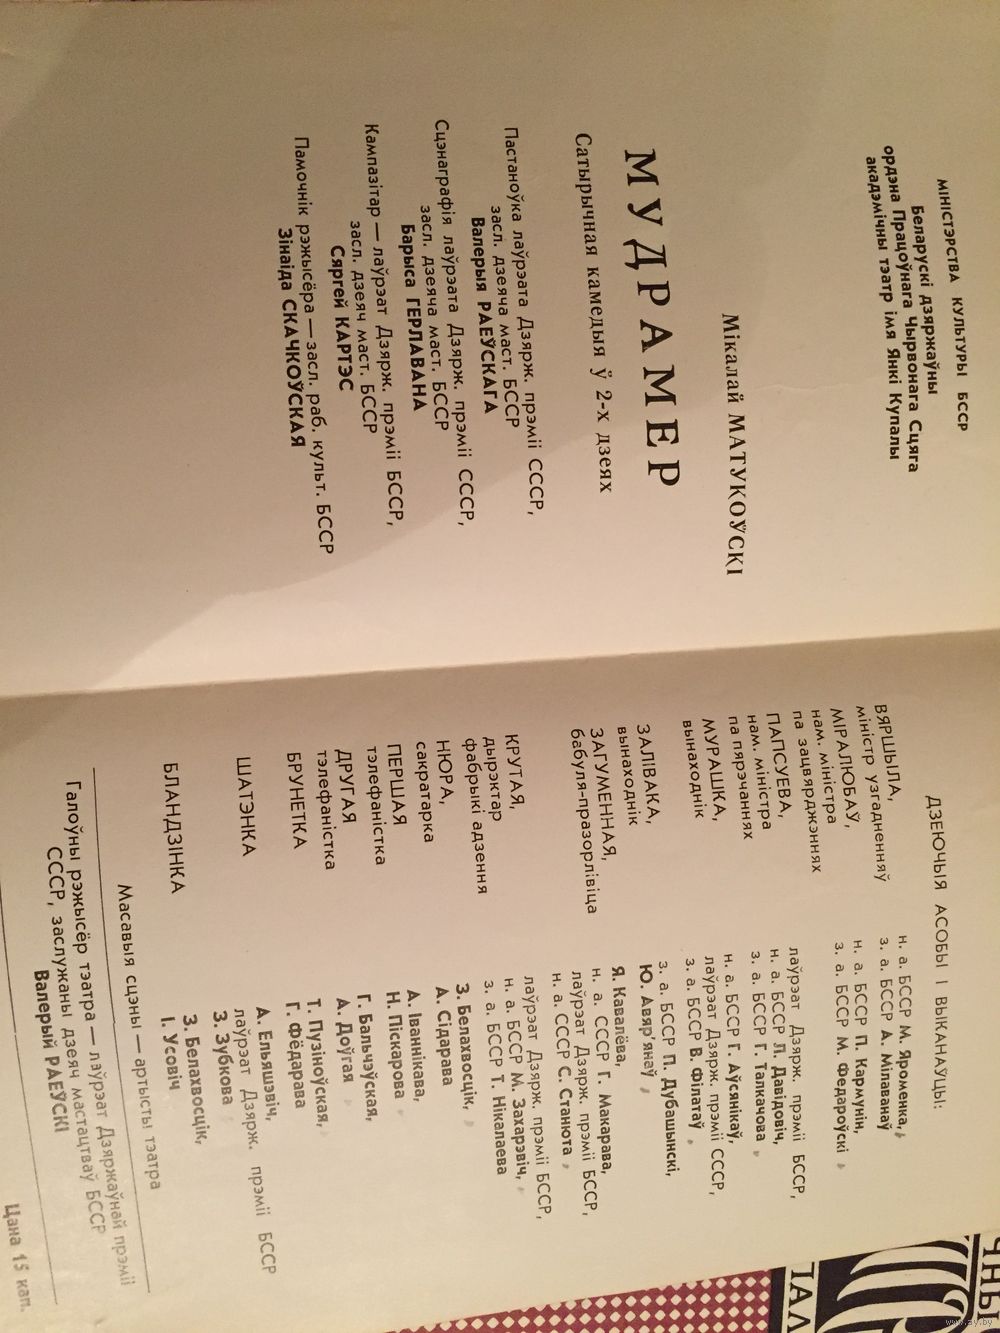 МІНІСТЭРСТВА КУЛЬТУРЫ БССР
Беларускі дзяржаўны
ордэна Працоўнага Чырвонага Сцяга
акадэмічны тэатр імя Янкі Купалы
Мікалай МАТУКОЎСКІ
МУДРАМЕР
Сатырычная камедыя ў 2-х дзеях
Пастаноўка лаўрэата Дзярж. прэміі СССР,
засл. дзеяча маст. БССР
Валерыя РАЕЎСКАГА
Сцэнаграфія лаўрэата Дзярж. прэміі СССР,
засл. дзеяча маст. БССР
Барыса ГЕРЛАВАНА
Кампазітар — лаўрэат Дзярж. прэміі БССР,
засл. дзеяч маст. БССР
Сяргей КАРТЭС
Памочнік рэжысёра — засл. раб. культ. БССР
Зінаіда СКАЧКОЎСКАЯ
ДЗЕЮЧЫЯ АСОБЫ І ВЫКАНАЎЦЫ:
ВЯРШЫЛА, н. а. БССР М. Яроменка,
міністр узгадненняў з. а. БССР А. Мілаванаў
МІРАЛЮБАЎ, н. а. БССР П. Кармунін,
нам. міністра з. а. БССР М. Федароўскі
па зацвярджэннях
ПАПСУЕВА, лаўрэат Дзярж. прэміі БССР,
нам. міністра н. а. БССР Л. Давідовіч,
па пярэчаннях з. а. БССР Г. Талкачова
МУРАШКА, н. а. БССР Г. Аўсянікаў,
вынаходнік лаўрэат Дзярж. прэміі СССР,
з. а. БССР В. Філатаў
ЗАЛІВАКА, з. а. БССР П. Дубашынскі,
вынаходнік Ю. Авяр'янаў
ЗАГУМЕННАЯ, Я. Кавалёва,
бабуля-празорлівіца н. а. СССР Г. Макарава,
лаўрэат Дзярж. прэміі БССР,
н. а. СССР С. Станюта
КРУТАЯ, лаўрэат Дзярж. прэміі БССР,
дырэктар н. а. БССР М. Захарэвіч,
фабрыкі адзення з. а. БССР Т. Нікалаева
НЮРА, З. Белахвосцік,
сакратарка А. Сідарава
ПЕРШАЯ А. Іваннікава,
тэлефаністка Н. Піскарова
ДРУГАЯ Г. Бальчэўская,
тэлефаністка А. Доўгая
БРУНЕТКА Т. Пузіноўская,
Г. Фёдарава
ШАТЭНКА А. Ельяшэвіч,
лаўрэат Дзярж. прэміі БССР
З. Зубкова
БЛАНДЗІНКА З. Белахвосцік,
І. Усовіч
Масавыя сцэны — артысты тэатра
Галоўны рэжысёр тэатра — лаўрэат Дзяржаўнай прэміі
СССР, заслужаны дзеяч мастацтваў БССР
Валерый РАЕЎСКІ
Цана 15 кап.
ЧНЫ
ПАЛ
www.ay.by